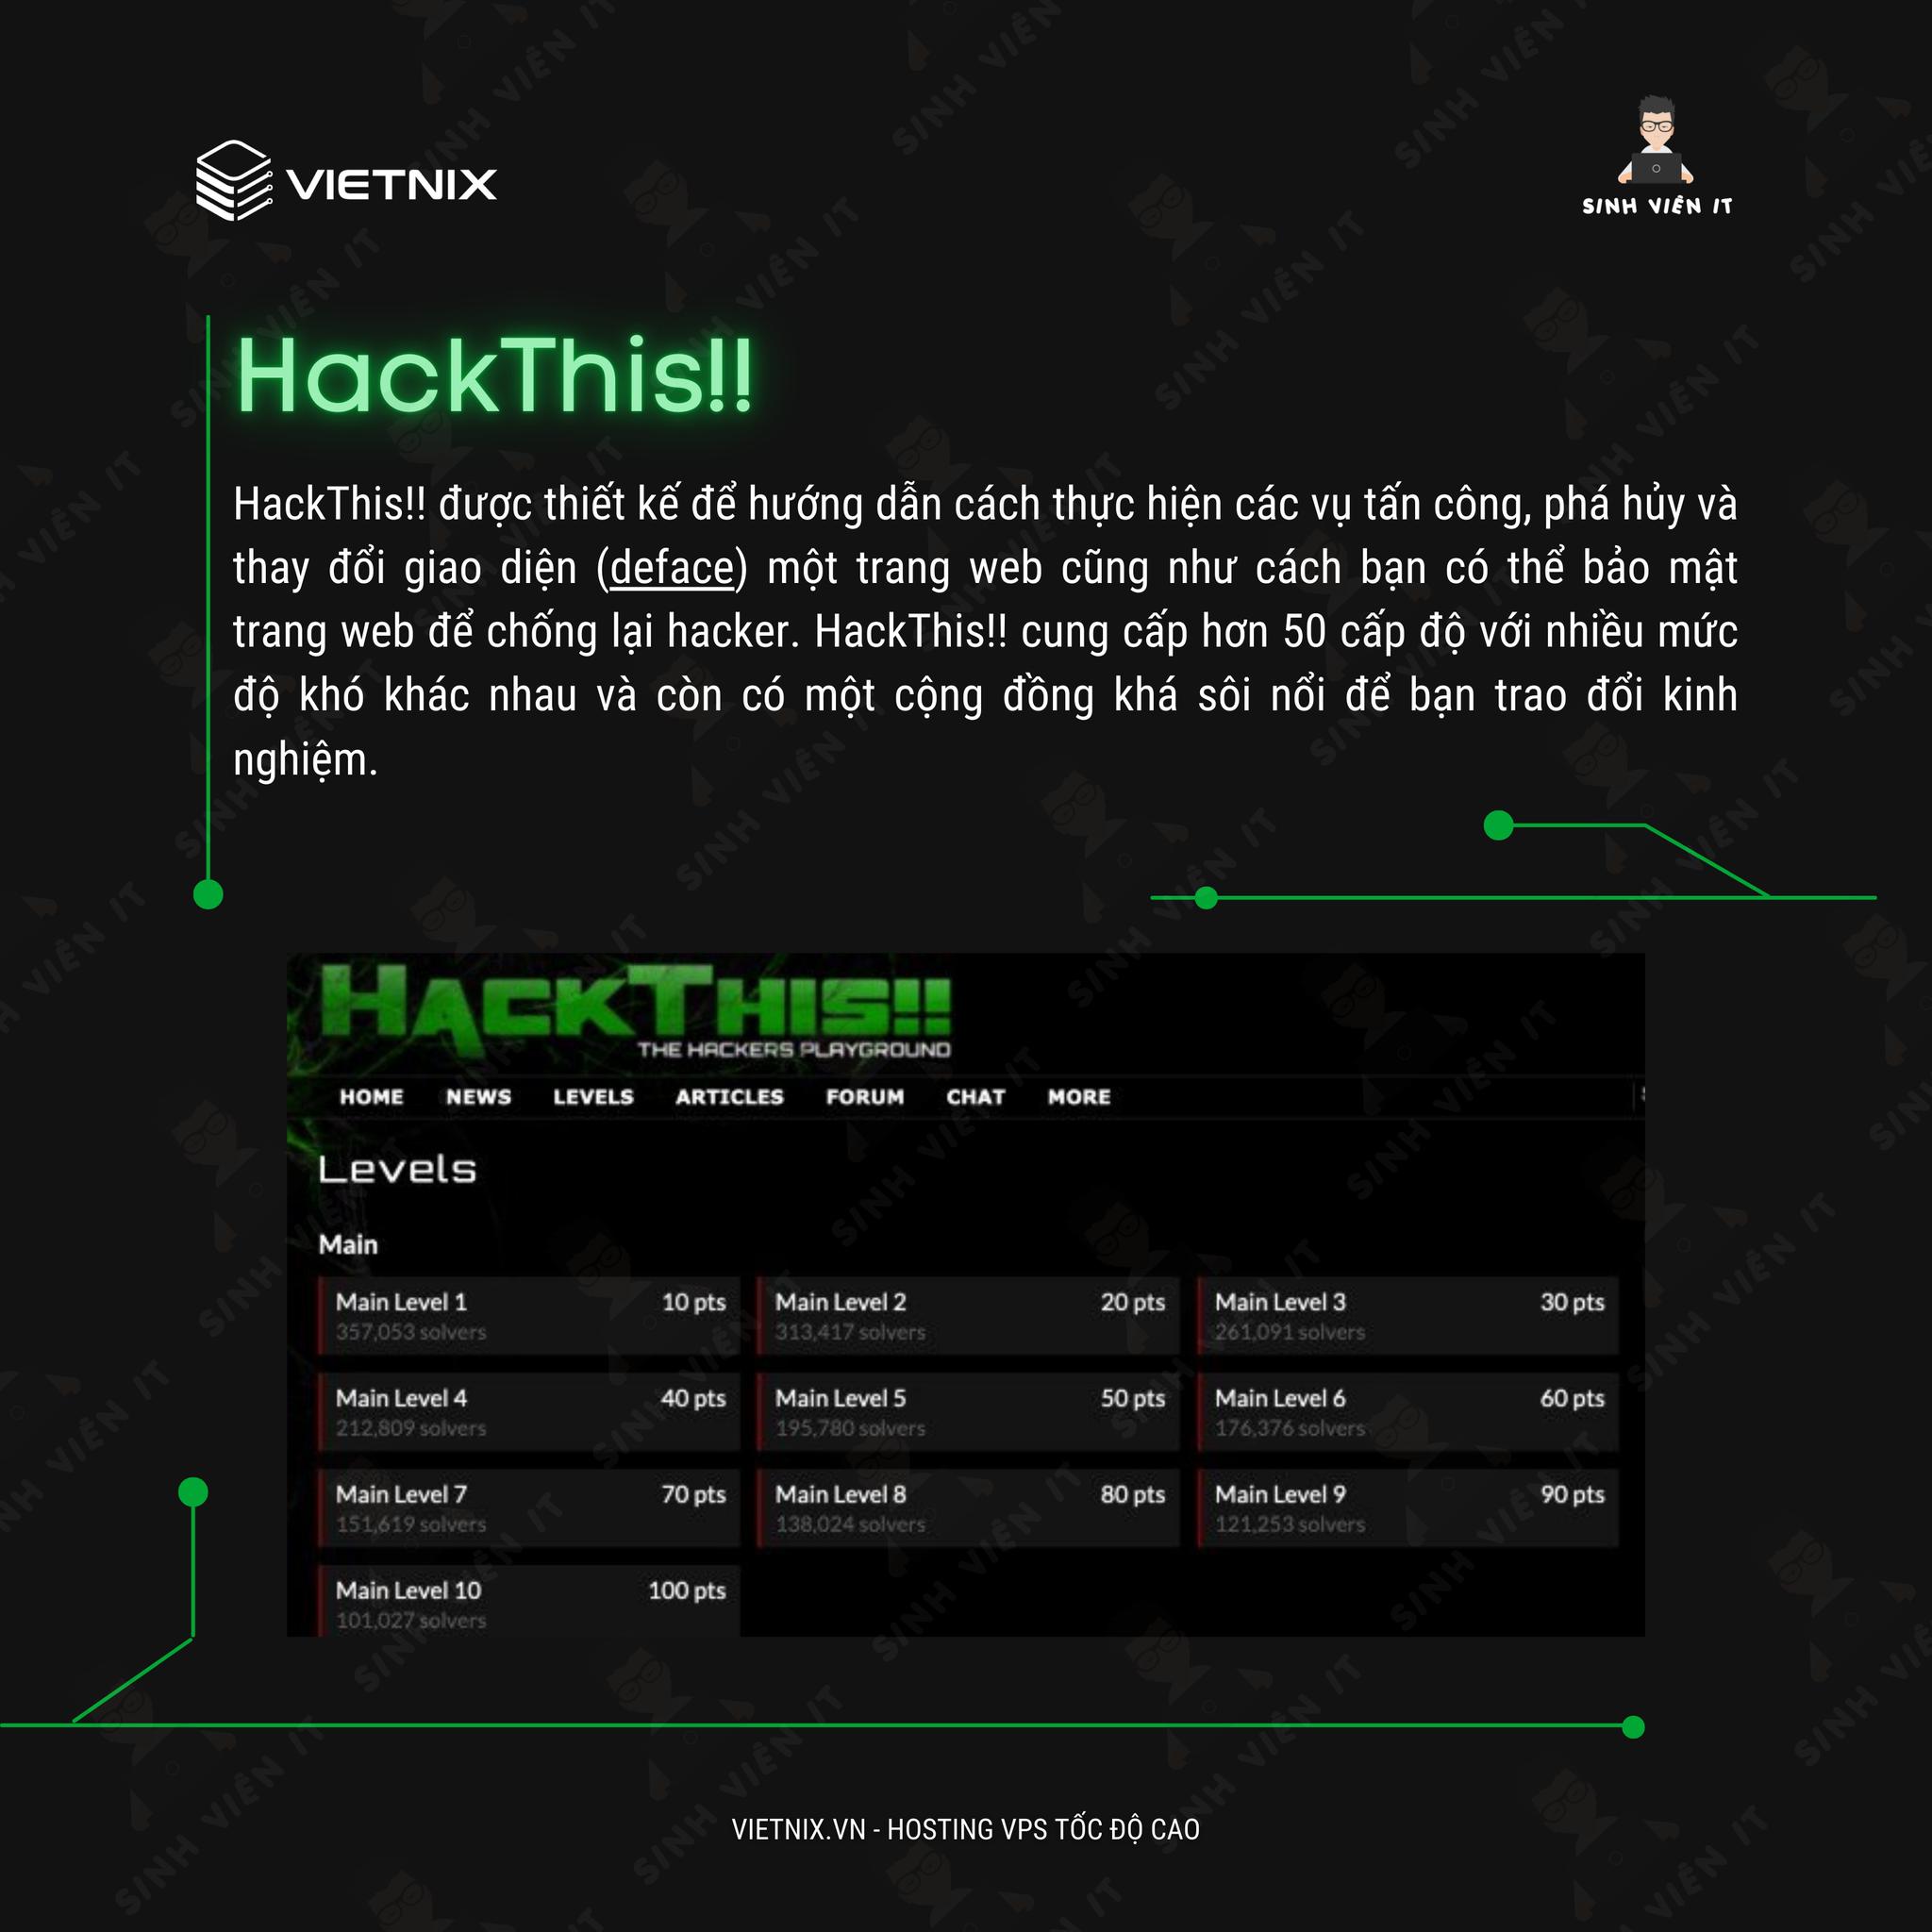 VIETNIX
SINH VIÊN IT
HackThis!!
HackThis!! được thiết kế để hướng dẫn cách thực hiện các vụ tấn công, phá hủy và
thay đổi giao diện (deface) một trang web cũng như cách bạn có thể bảo mật
trang web để chống lại hacker. HackThis!! cung cấp hơn 50 cấp độ với nhiều mức
độ khó khác nhau và còn có một cộng đồng khá sôi nổi để bạn trao đổi kinh
nghiệm.
HACKTHIS!!
THE HACKERS PLAYGROUND
HOME NEWS LEVELS ARTICLES FORUM CHAT MORE
Levels
Main
Main Level 1 10 pts Main Level 2 20 pts Main Level 3 30 pts
357,053 solvers 313,417 solvers 261,091 solvers
Main Level 4 40 pts Main Level 5 50 pts Main Level 6 60 pts
212,809 solvers 195,780 solvers 176,376 solvers
Main Level 7 70 pts Main Level 8 80 pts Main Level 9 90 pts
151,619 solvers 138,024 solvers 121,253 solvers
Main Level 10 100 pts
101,027 solvers
VIETNIX.VN - HOSTING VPS TỐC ĐỘ CAO